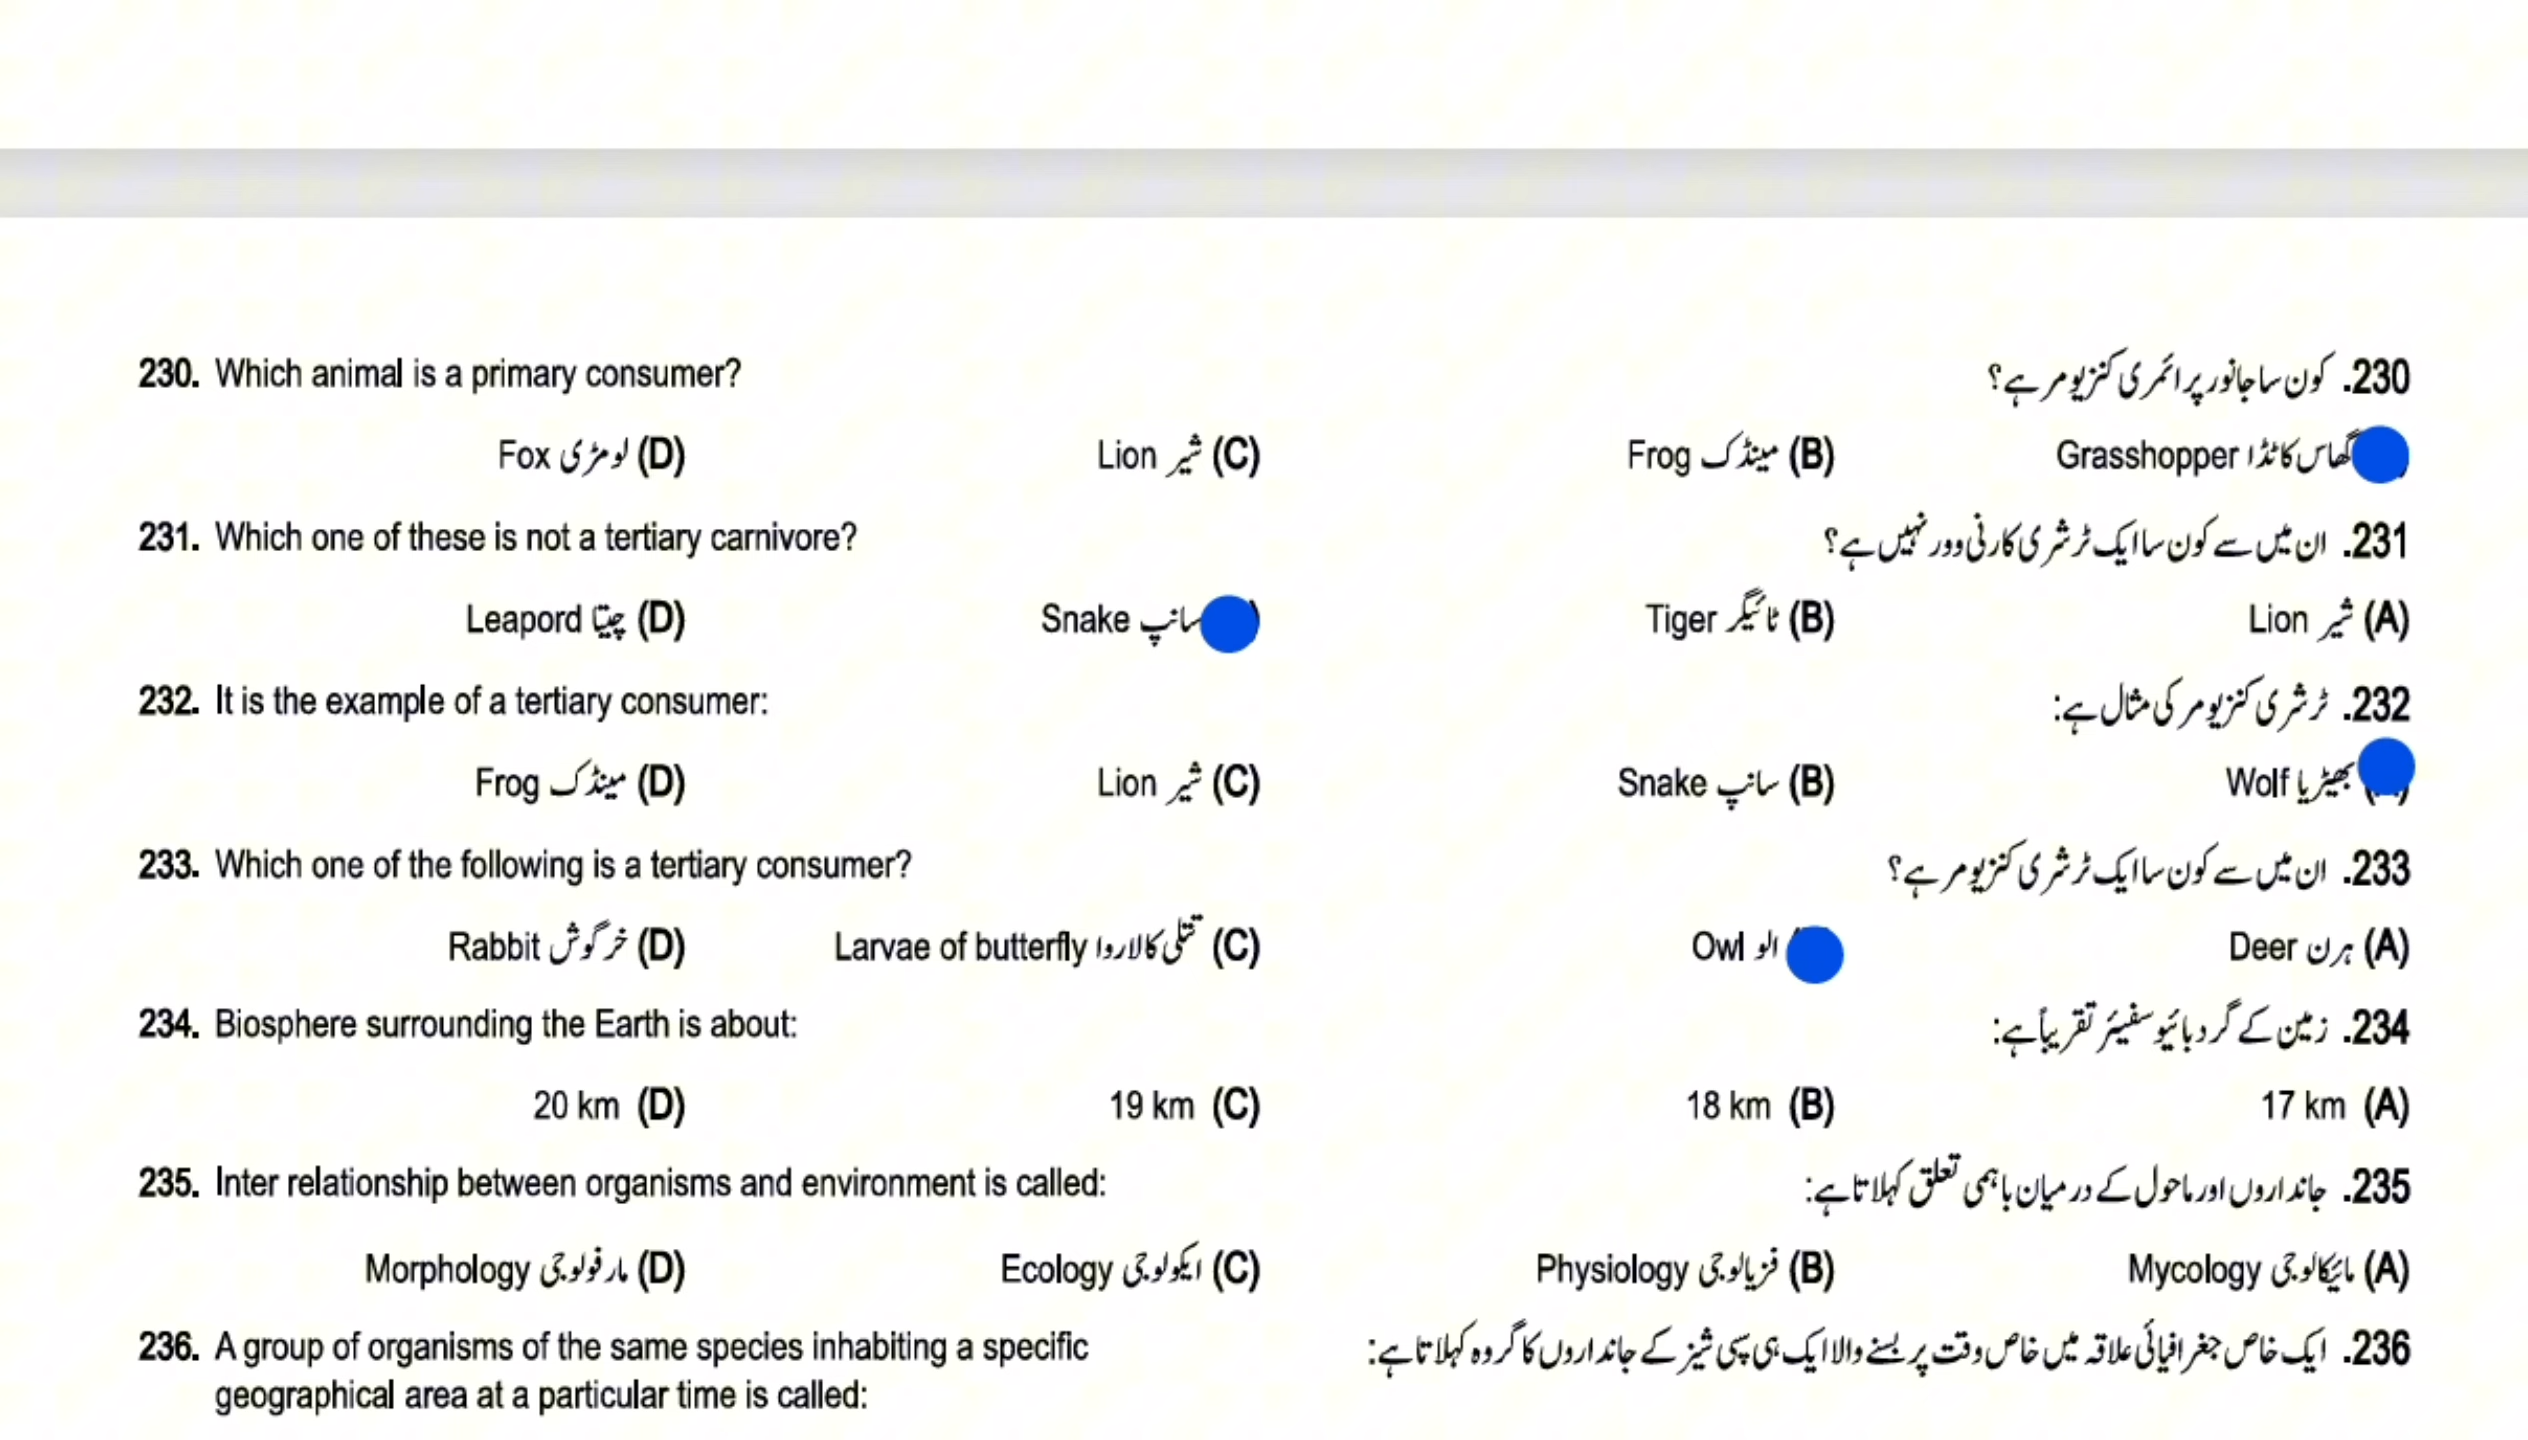 230. Which animal is a primary consumer? 230. کون سا جانور پرائمری کنزیومر ہے؟
Grasshopper گھاس کا ٹڈا (B) مینڈک Frog (C) شیر Lion (D) لومڑی Fox
231. Which one of these is not a tertiary carnivore? 231. ان میں سے کون سا ایک ٹرشری کارنی وور نہیں ہے؟
(A) شیر Lion (B) ٹائیگر Tiger سانپ Snake (D) چیتا Leapord
232. It is the example of a tertiary consumer: 232. ٹرشری کنزیومر کی مثال ہے:
بھیڑیا Wolf (B) سانپ Snake (C) شیر Lion (D) مینڈک Frog
233. Which one of the following is a tertiary consumer? 233. ان میں سے کون سا ایک ٹرشری کنزیومر ہے؟
(A) ہرن Deer الو Owl (C) تتلی کا لاروا Larvae of butterfly (D) خرگوش Rabbit
234. Biosphere surrounding the Earth is about: 234. زمین کے گرد بائیوسفیئر تقریباً ہے:
(A) 17 km (B) 18 km (C) 19 km (D) 20 km
235. Inter relationship between organisms and environment is called: 235. جانداروں اور ماحول کے درمیان باہمی تعلق کہلاتا ہے:
(A) مائیکالوجی Mycology (B) فزیالوجی Physiology (C) ایکولوجی Ecology (D) مارفولوجی Morphology
236. A group of organisms of the same species inhabiting a specific 236. ایک خاص جغرافیائی علاقہ میں خاص وقت پر بسنے والا ایک ہی سپی شیز کے جانداروں کا گروہ کہلاتا ہے:
geographical area at a particular time is called: